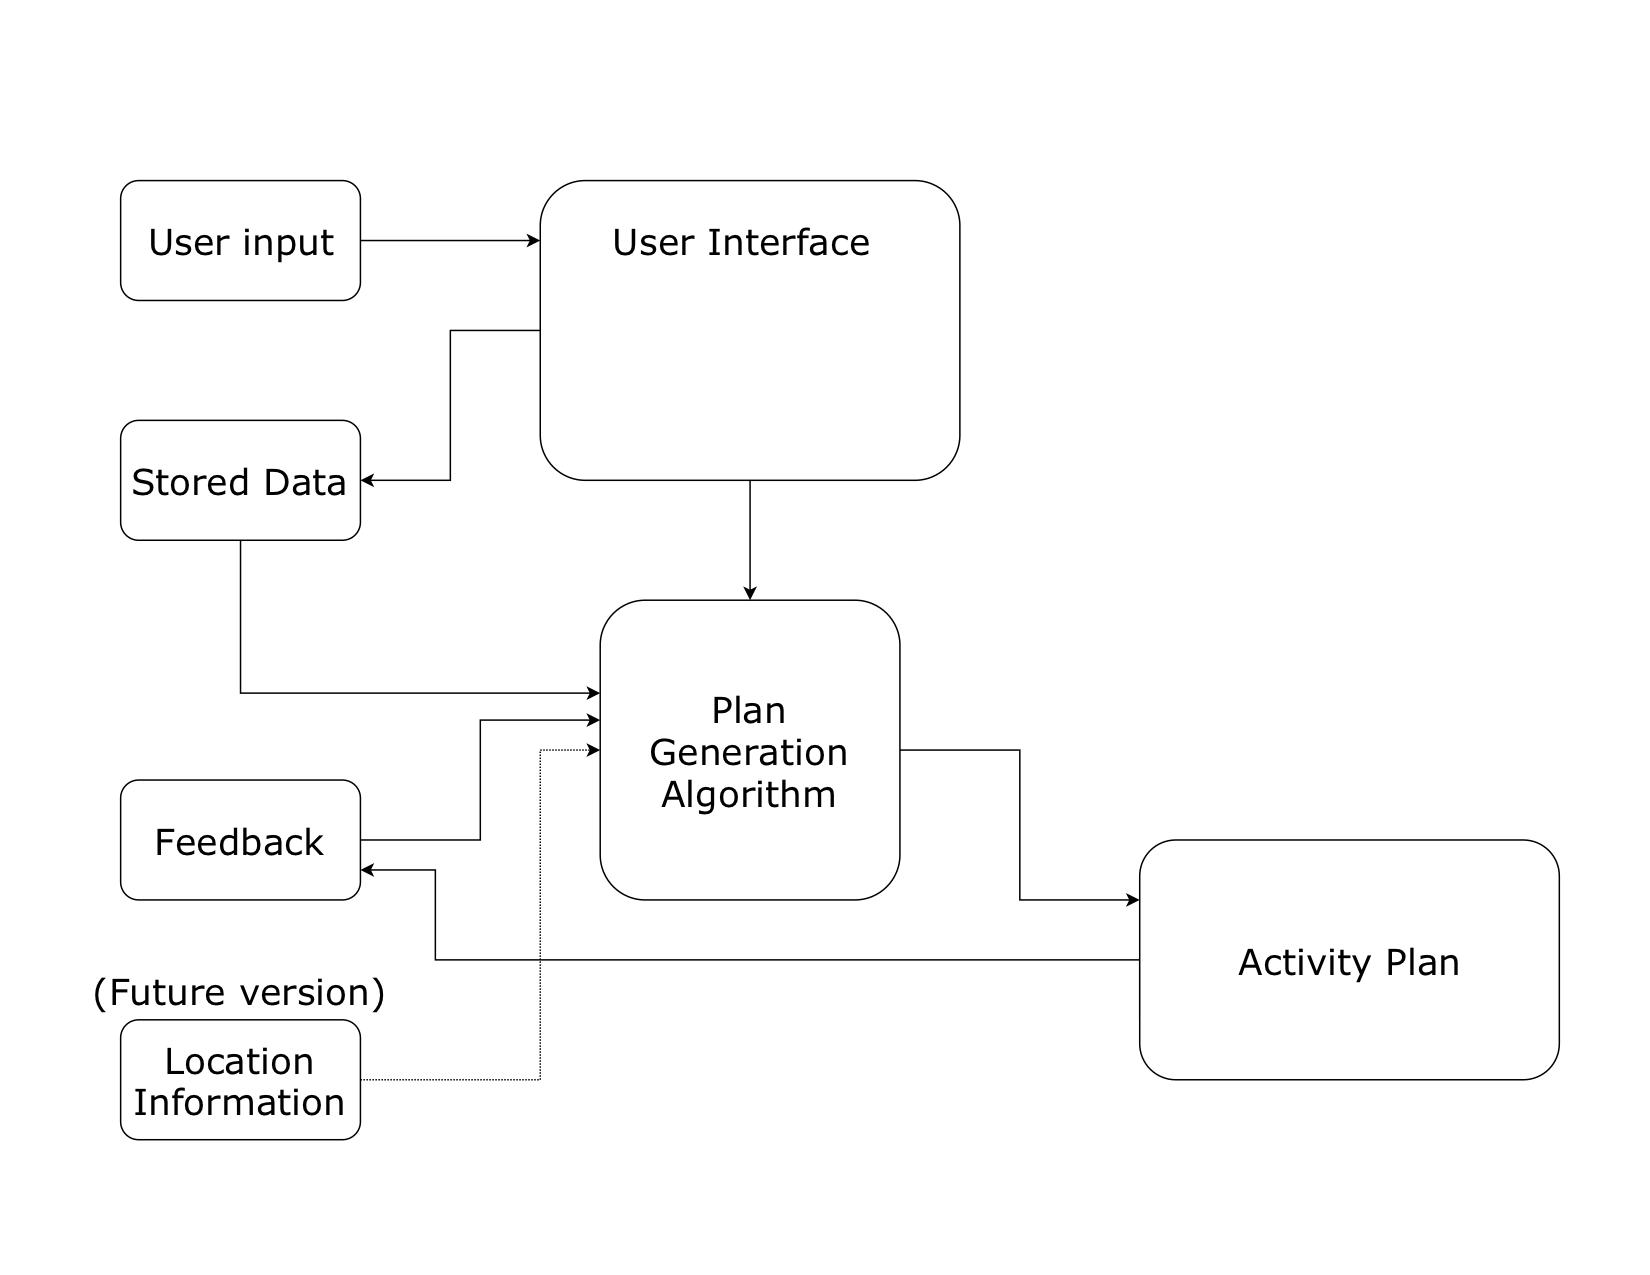 User input
User Interface
Stored Data
Plan
Generation
Algorithm
Feedback
Activity Plan
(Future version)
Location
Information